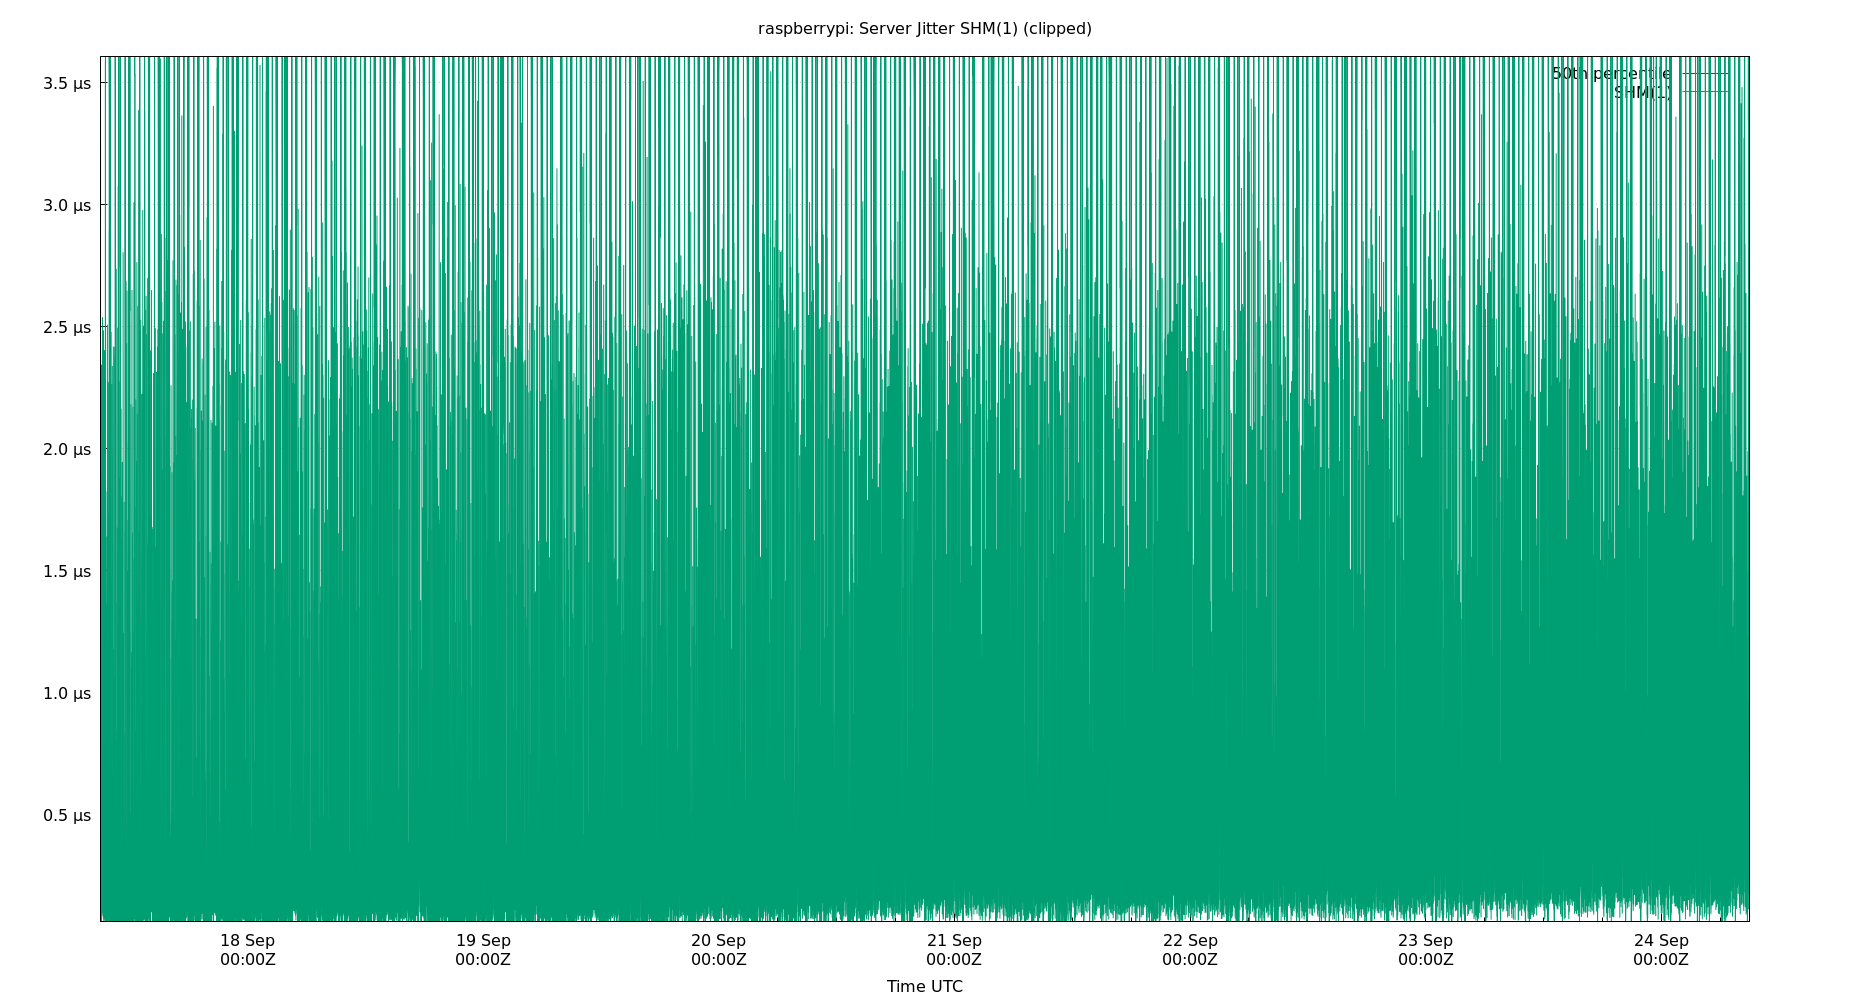 raspberrypi: Server Jitter SHM(1) (clipped)
50th percentile
SHM(1)
3.5 µs
3.0 µs
2.5 µs
2.0 µs
1.5 µs
1.0 µs
0.5 µs
18 Sep 19 Sep 20 Sep 21 Sep 22 Sep 23 Sep 24 Sep
00:00Z 00:00Z 00:00Z 00:00Z 00:00Z 00:00Z 00:00Z
Time UTC